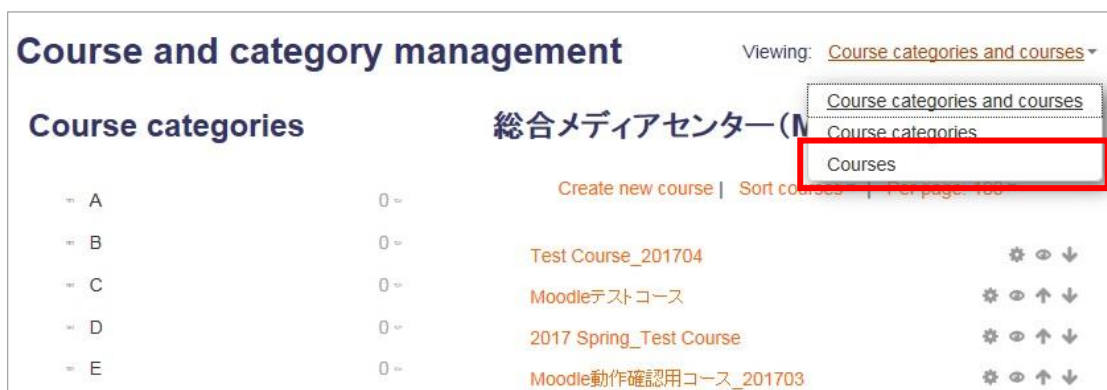 Course and category management
Viewing: Course categories and courses
Course categories and courses
Course categories
Courses
Course categories
総合メディアセンター(M
Create new course | Sort courses | Per page: 100
A 0
B 0
C 0
D 0
E 0
Test Course_201704
Moodleテストコース
2017 Spring_Test Course
Moodle動作確認用コース_201703